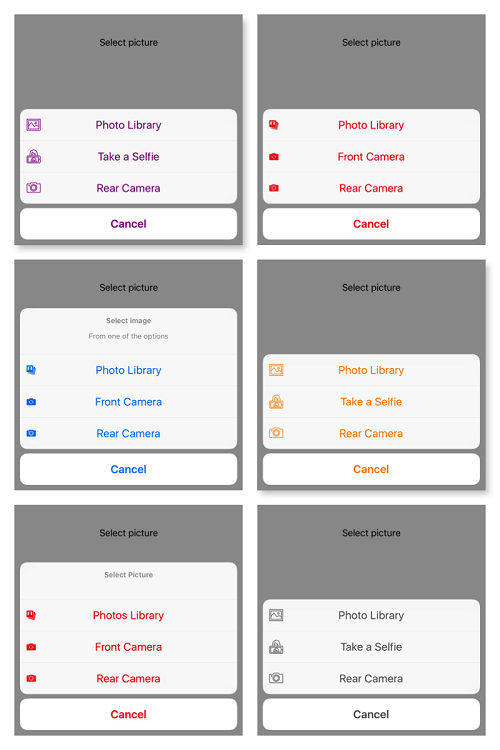 Select picture
Photo Library
Take a Selfie
Rear Camera
Cancel
Select picture
Photo Library
Front Camera
Rear Camera
Cancel
Select picture
Select image
From one of the options
Photo Library
Front Camera
Rear Camera
Cancel
Select picture
Photo Library
Take a Selfie
Rear Camera
Cancel
Select picture
Select Picture
Photos Library
Front Camera
Rear Camera
Cancel
Select picture
Photo Library
Take a Selfie
Rear Camera
Cancel